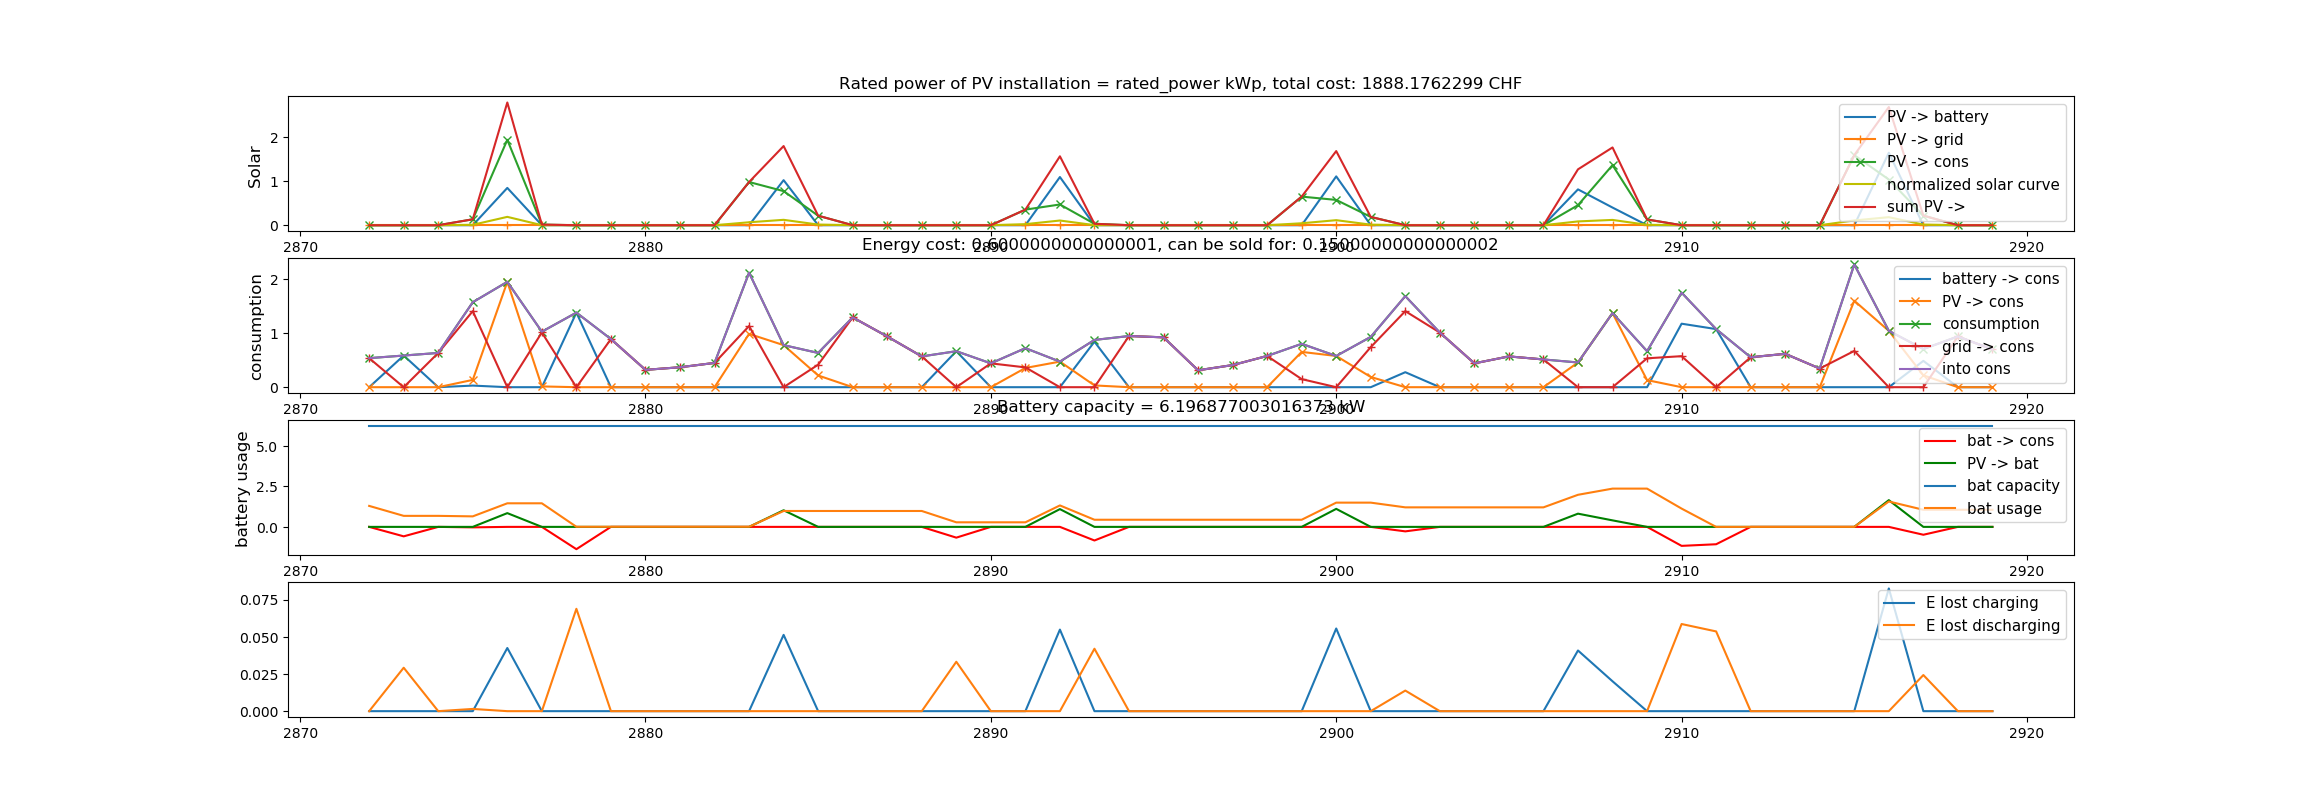 Rated power of PV installation = rated_power kWp, total cost: 1888.1762299 CHF
Solar
2
1
0
PV -> battery
PV -> grid
PV -> cons
normalized solar curve
sum PV ->
2870 2880 2890 2900 2910 2920
Energy cost: 0.6000000000000001, can be sold for: 0.15000000000000002
consumption
2
1
0
battery -> cons
PV -> cons
consumption
grid -> cons
into cons
2870 2880 2890 2900 2910 2920
Battery capacity = 6.196877003016373 kW
battery usage
5.0
2.5
0.0
bat -> cons
PV -> bat
bat capacity
bat usage
2870 2880 2890 2900 2910 2920
0.075
0.050
0.025
0.000
E lost charging
E lost discharging
2870 2880 2890 2900 2910 2920